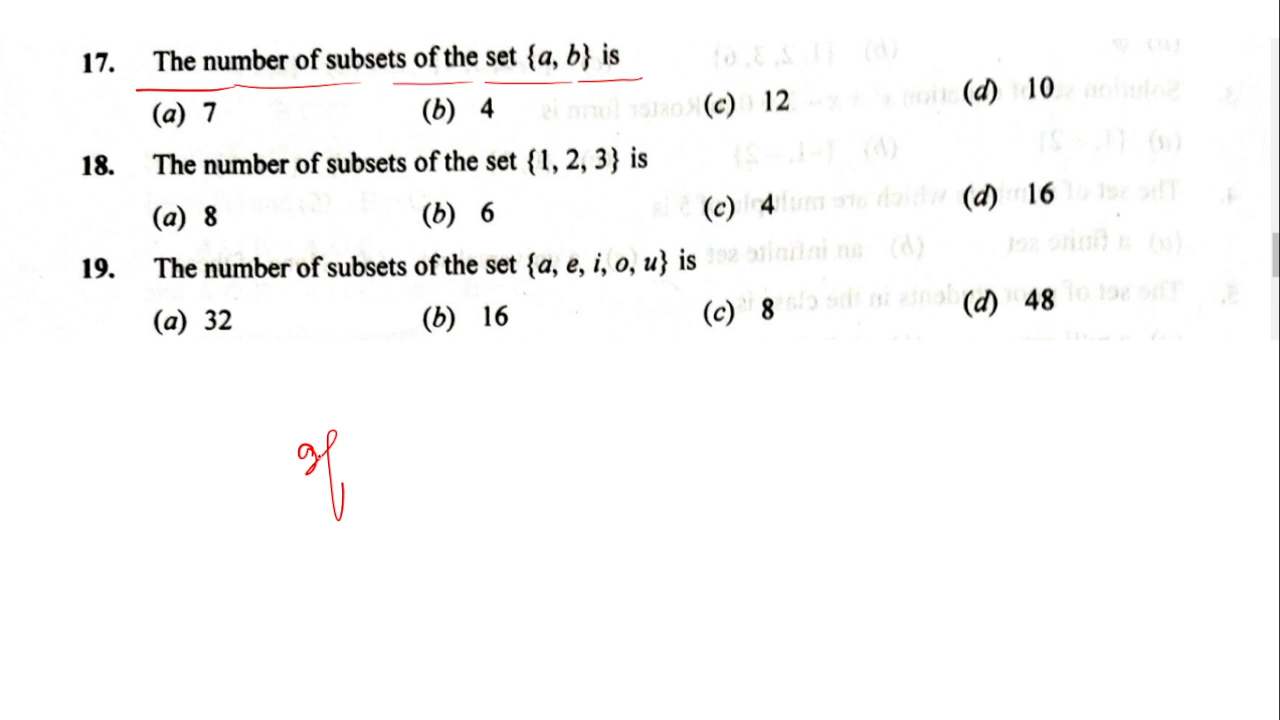 17. The number of subsets of the set {a, b} is
(a) 7 (b) 4 (c) 12 (d) 10
18. The number of subsets of the set {1, 2, 3} is
(a) 8 (b) 6 (c) 4 (d) 16
19. The number of subsets of the set {a, e, i, o, u} is
(a) 32 (b) 16 (c) 8 (d) 48